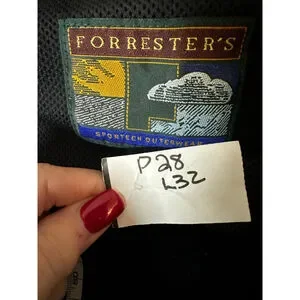 FORRESTER'S
F
SPORTECH OUTERWEAR
P28
L32